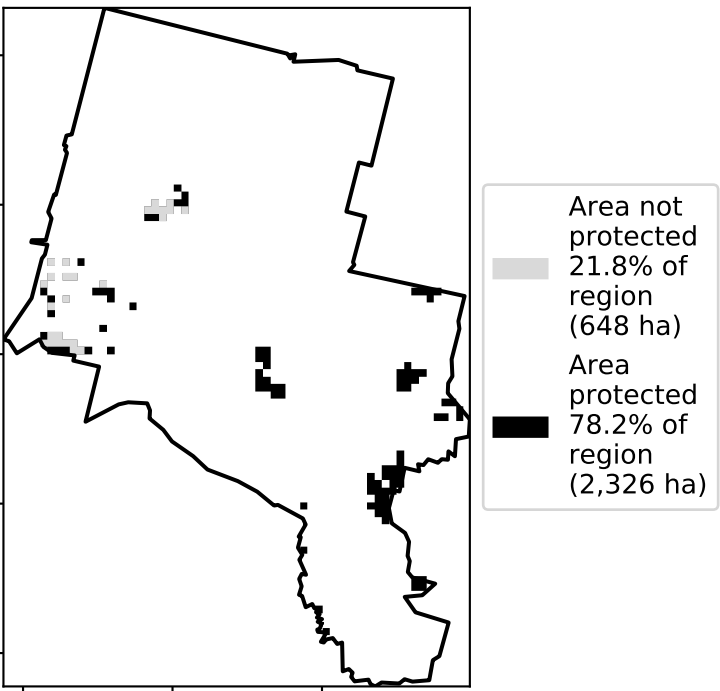 Area not
protected
21.8% of
region
(648 ha)
Area
protected
78.2% of
region
(2,326 ha)